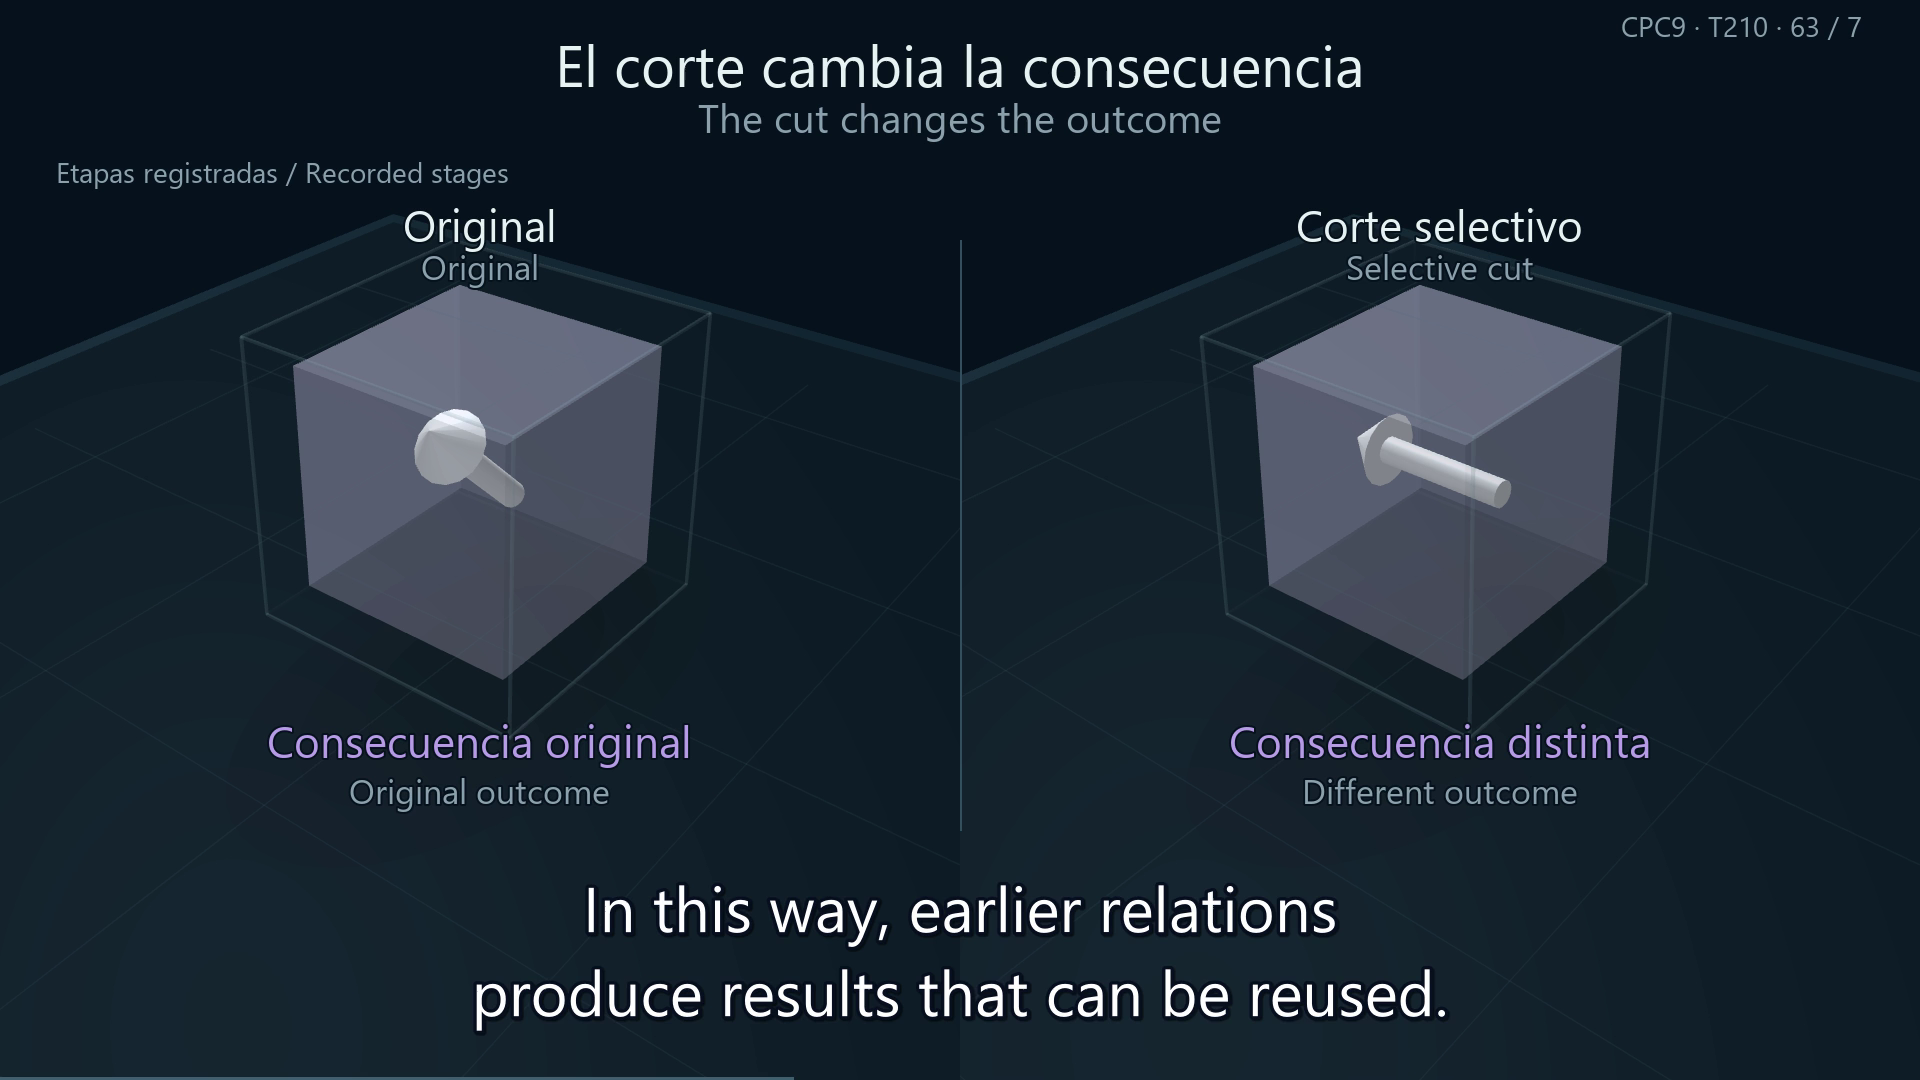 CPC9 · T210 · 63 / 7
El corte cambia la consecuencia
The cut changes the outcome
Etapas registradas / Recorded stages
Original
Original
Corte selectivo
Selective cut
Consecuencia original
Original outcome
Consecuencia distinta
Different outcome
In this way, earlier relations
produce results that can be reused.